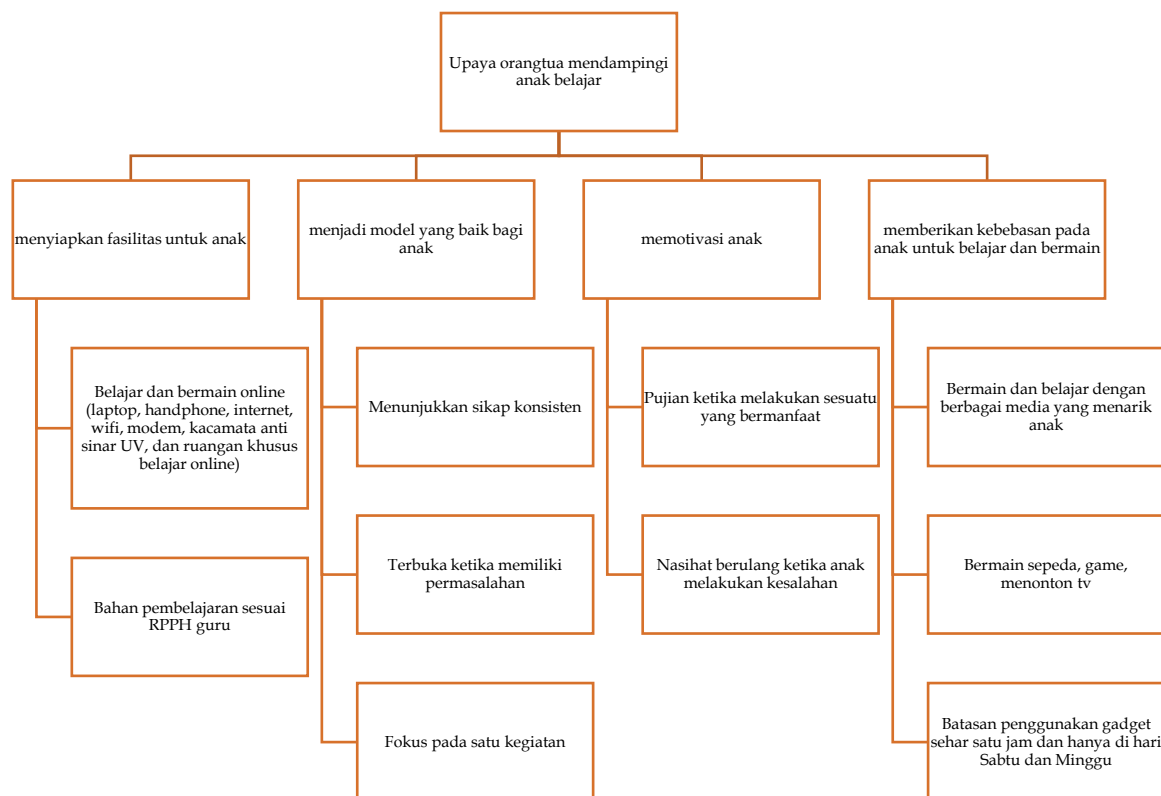 Upaya orangtua mendampingi
anak belajar
menyiapkan fasilitas untuk anak
menjadi model yang baik bagi
anak
memotivasi anak
memberikan kebebasan pada
anak untuk belajar dan bermain
Belajar dan bermain online
(laptop, handphone, internet,
wifi, modem, kacamata anti
sinar UV, dan ruangan khusus
belajar online)
Menunjukkan sikap konsisten
Pujian ketika melakukan sesuatu
yang bermanfaat
Bermain dan belajar dengan
berbagai media yang menarik
anak
Bahan pembelajaran sesuai
RPPH guru
Terbuka ketika memiliki
permasalahan
Nasihat berulang ketika anak
melakukan kesalahan
Bermain sepeda, game,
menonton tv
Fokus pada satu kegiatan
Batasan penggunakan gadget
sehar satu jam dan hanya di hari
Sabtu dan Minggu